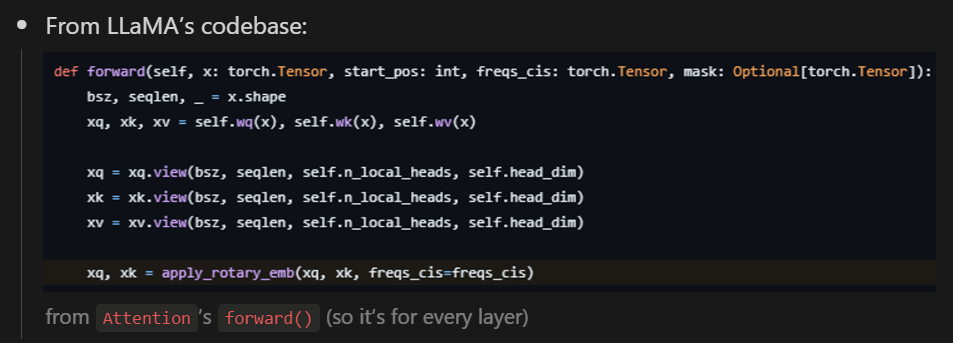 • From LLaMA’s codebase:
def forward(self, x: torch.Tensor, start_pos: int, freqs_cis: torch.Tensor, mask: Optional[torch.Tensor]):
    bsz, seqlen, _ = x.shape
    xq, xk, xv = self.wq(x), self.wk(x), self.wv(x)

    xq = xq.view(bsz, seqlen, self.n_local_heads, self.head_dim)
    xk = xk.view(bsz, seqlen, self.n_local_heads, self.head_dim)
    xv = xv.view(bsz, seqlen, self.n_local_heads, self.head_dim)

    xq, xk = apply_rotary_emb(xq, xk, freqs_cis=freqs_cis)
from Attention’s forward() (so it’s for every layer)